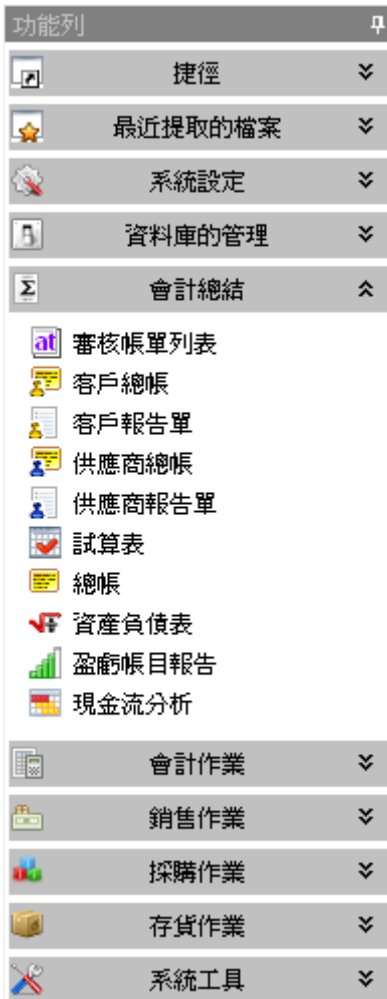 功能列
捷徑
最近提取的檔案
系統設定
資料庫的管理
會計總結
審核帳單列表
客戶總帳
客戶報告單
供應商總帳
供應商報告單
試算表
總帳
資產負債表
盈虧帳目報告
現金流分析
會計作業
銷售作業
採購作業
存貨作業
系統工具